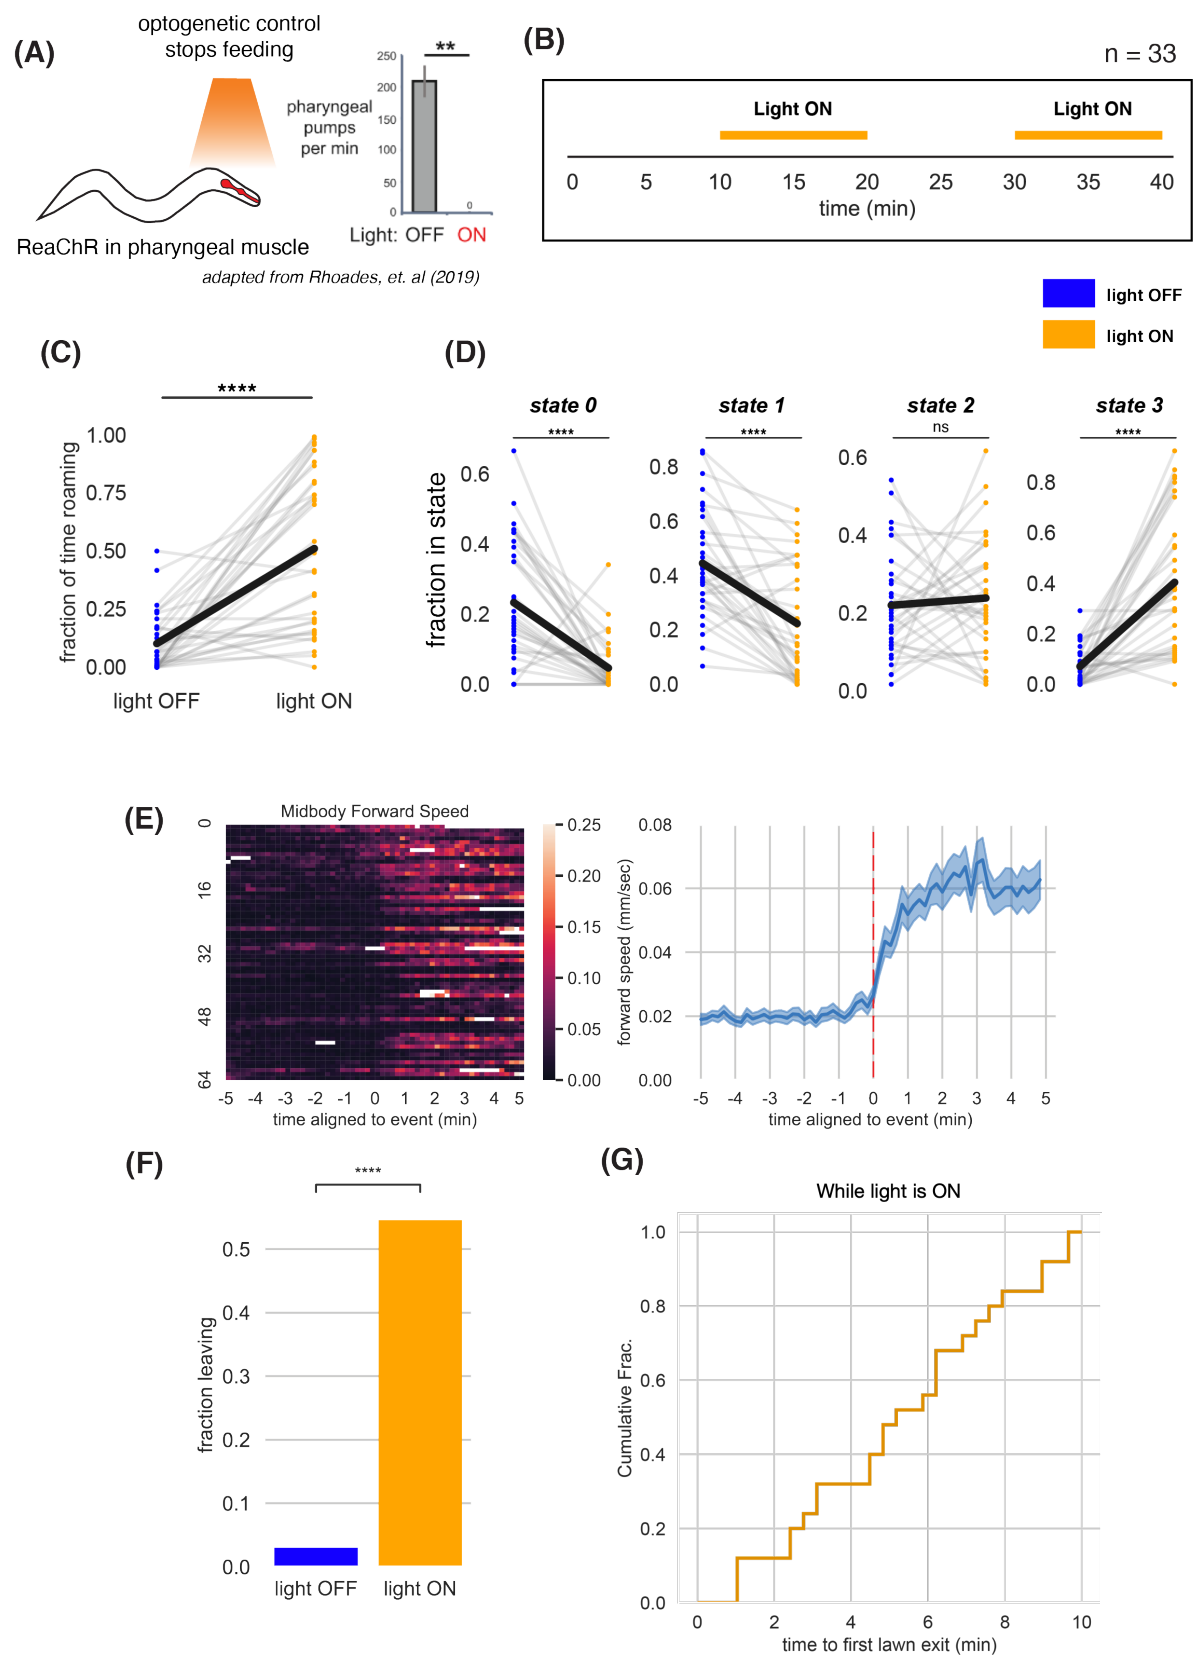 (A)
optogenetic control
stops feeding
pharyngeal
pumps
per min
250
200
150
100
50
0
**
0
Light: OFF ON
ReaChR in pharyngeal muscle
adapted from Rhoades, et. al (2019)
(B)
n = 33
Light ON Light ON
0 5 10 15 20 25 30 35 40
time (min)
light OFF
light ON
(C)
****
fraction of time roaming
1.00
0.75
0.50
0.25
0.00
light OFF light ON
(D)
fraction in state
state 0
****
0.6
0.4
0.2
0.0
state 1
****
0.8
0.6
0.4
0.2
0.0
state 2
ns
0.6
0.4
0.2
0.0
state 3
****
0.8
0.6
0.4
0.2
0.0
(E)
Midbody Forward Speed
0
16
32
48
64
-5 -4 -3 -2 -1 0 1 2 3 4 5
time aligned to event (min)
0.25
0.20
0.15
0.10
0.05
0.00
forward speed (mm/sec)
0.08
0.06
0.04
0.02
0.00
-5 -4 -3 -2 -1 0 1 2 3 4 5
time aligned to event (min)
(F)
****
fraction leaving
0.5
0.4
0.3
0.2
0.1
0.0
light OFF light ON
(G)
While light is ON
Cumulative Frac.
1.0
0.8
0.6
0.4
0.2
0.0
0 2 4 6 8 10
time to first lawn exit (min)